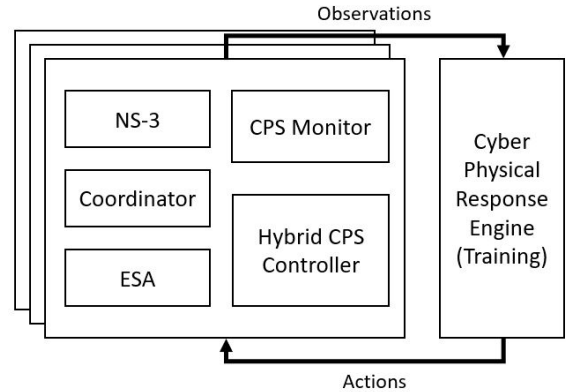 Observations
NS-3
CPS Monitor
Coordinator
Hybrid CPS
Controller
ESA
Cyber
Physical
Response
Engine
(Training)
Actions